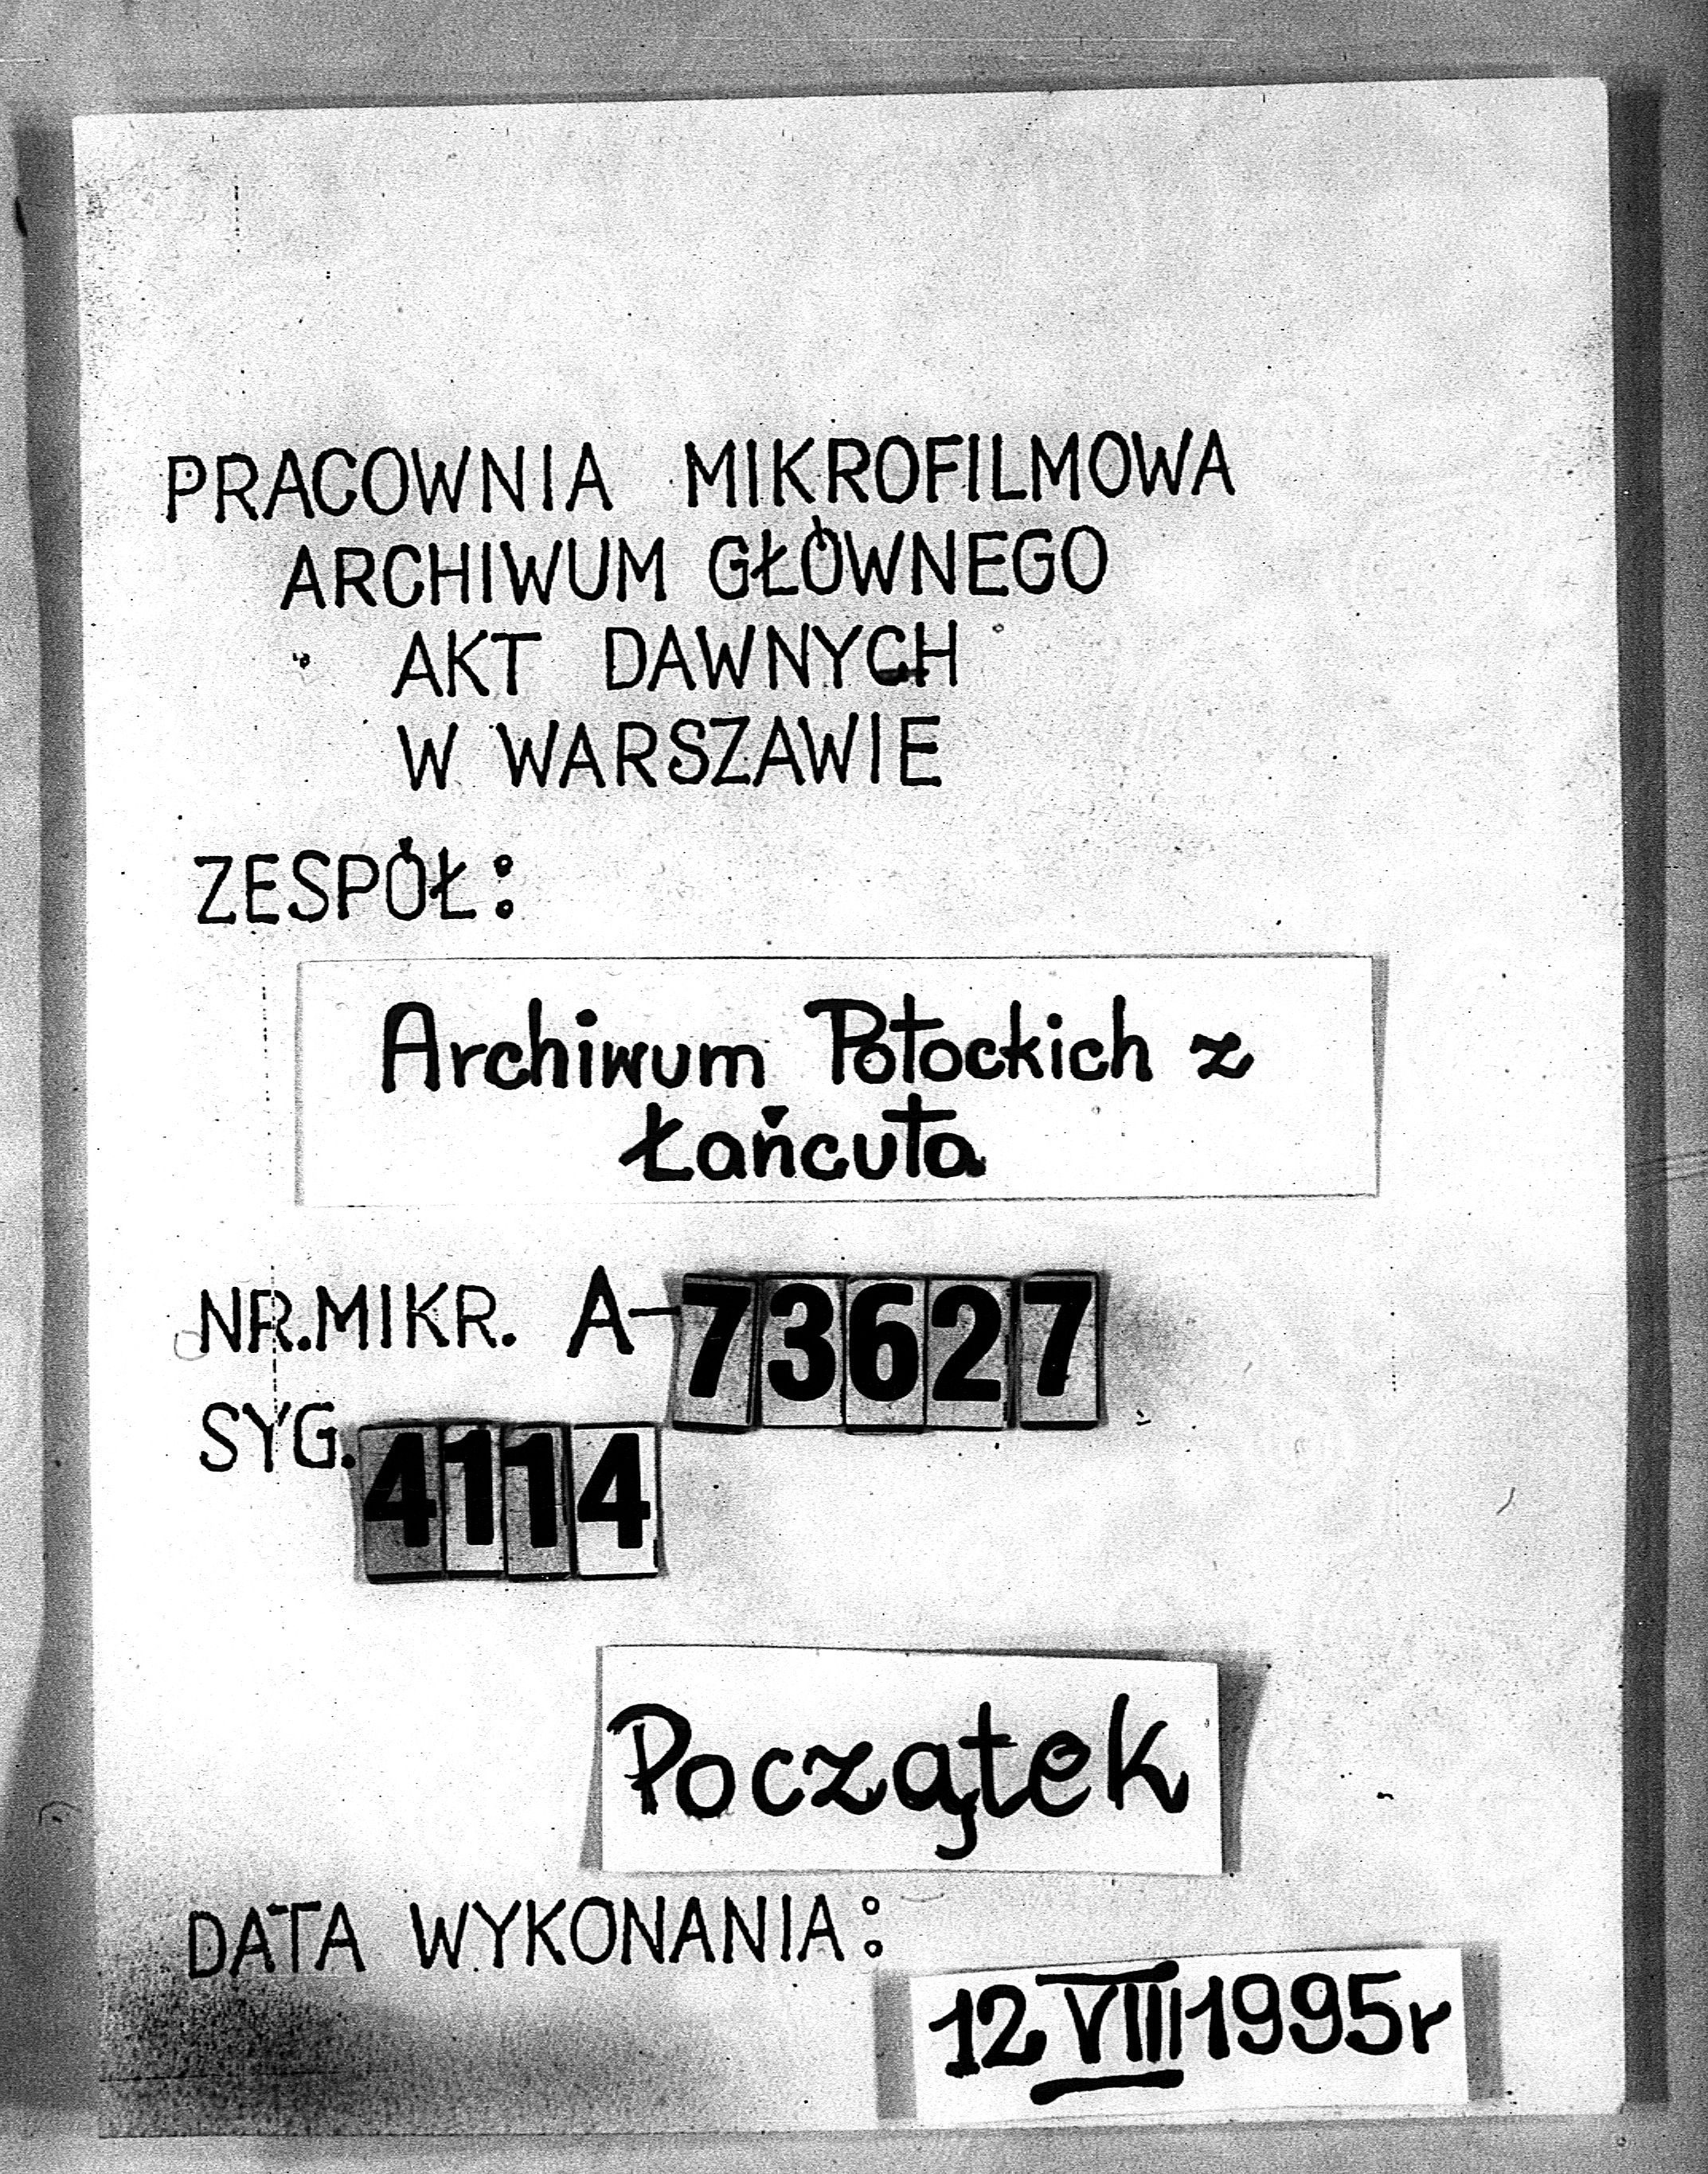 PRACOWNIA MIKROFILMOWA
ARCHIWUM GŁÓWNEGO
AKT DAWNYCH
W WARSZAWIE
ZESPÓŁ:
Archiwum Potockich z
Łańcuta
NR.MIKR. A-73627
SYG. 4114
Początek
DATA WYKONANIA:
12 VIII 1995r